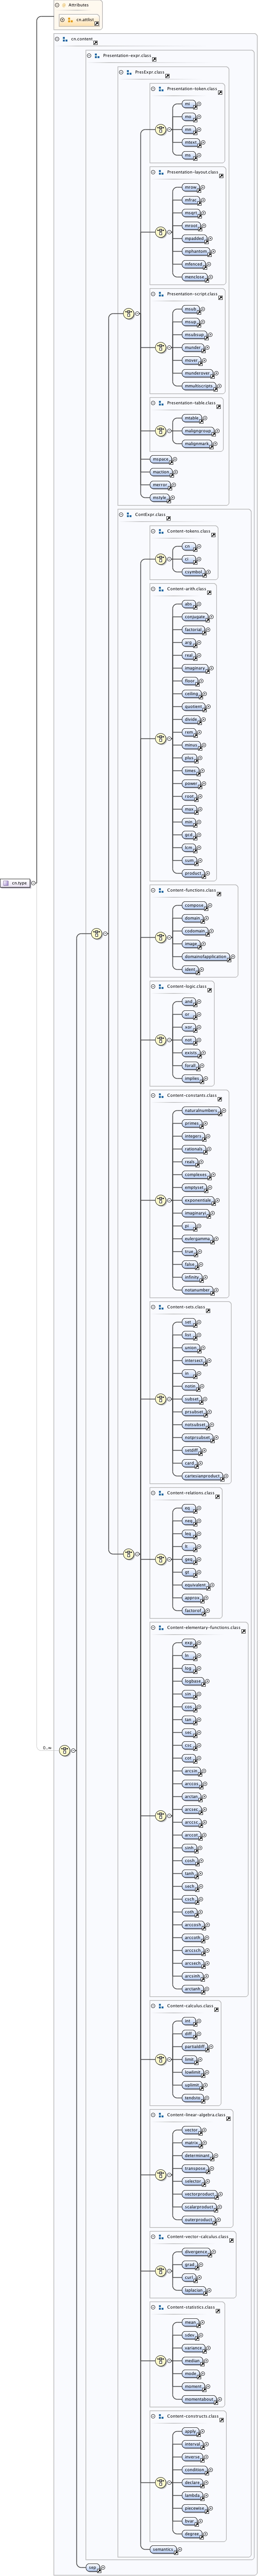 Attributes
cn.attlist
cn.content
Presentation-expr.class
PresExpr.class
Presentation-token.class
mi
mn
mo
mtext
ms
Presentation-layout.class
mrow
mfrac
msqrt
mroot
mpadded
mphantom
mfenced
menclose
Presentation-script.class
msub
msup
msubsup
munder
mover
munderover
mmultiscripts
Presentation-table.class
mtable
maligngroup
malignmark
mspace
maction
merror
mstyle
ContExpr.class
Content-tokens.class
cn
ci
csymbol
Content-arith.class
abs
conjugate
factorial
arg
real
imaginary
floor
ceiling
quotient
divide
rem
minus
plus
times
power
root
max
min
gcd
lcm
sum
product
cn.type
Content-functions.class
compose
domain
codomain
image
domainofapplication
ident
Content-logic.class
and
or
xor
not
exists
forall
implies
Content-constants.class
naturalnumbers
primes
integers
rationals
reals
complexes
emptyset
exponentiale
imaginaryi
pi
eulergamma
true
false
infinity
notanumber
Content-sets.class
set
list
union
intersect
in
notin
subset
prsubset
notsubset
notprsubset
setdiff
card
cartesianproduct
Content-relations.class
eq
neq
leq
lt
geq
gt
equivalent
approx
factorof
Content-elementary-functions.class
exp
ln
log
logbase
sin
cos
tan
sec
csc
cot
arcsin
arccos
arctan
arcsec
arccsc
arccot
sinh
cosh
tanh
sech
csch
coth
arccosh
arccoth
arccsch
arcsech
arcsinh
arctanh
0..∞
Content-calculus.class
int
diff
partialdiff
limit
lowlimit
uplimit
tendsto
Content-linear-algebra.class
vector
matrix
determinant
transpose
selector
vectorproduct
scalarproduct
outerproduct
Content-vector-calculus.class
divergence
grad
curl
laplacian
Content-statistics.class
mean
sdev
variance
median
mode
moment
momentabout
Content-constructs.class
apply
interval
inverse
condition
declare
lambda
piecewise
bvar
degree
semantics
sep